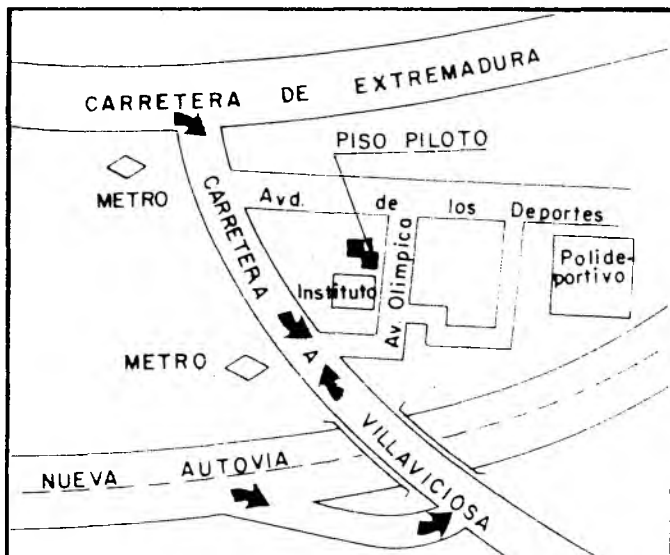 CARRETERA DE EXTREMADURA
PISO PILOTO
METRO
Avd. de los Deportes
CARRETERA A VILLAVICIOSA
Av. Olimpico
Polide-
portivo
Instituto
METRO
NUEVA AUTOVIA